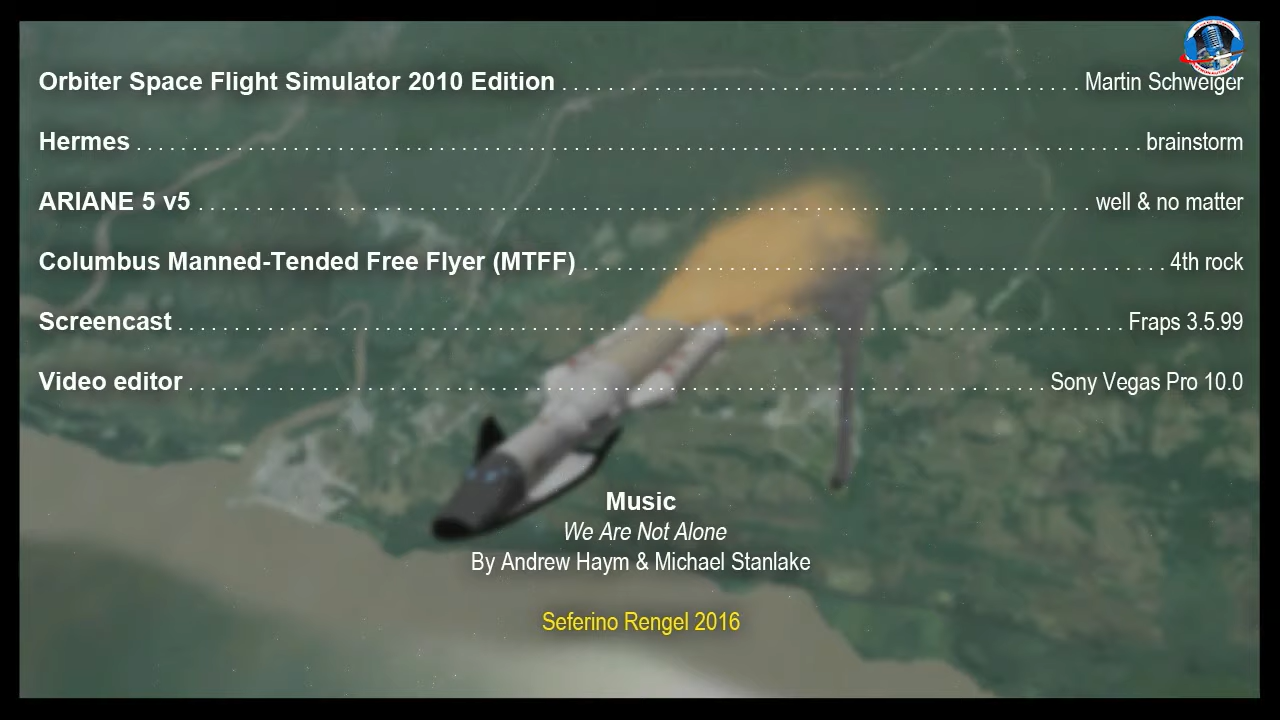 Orbiter Space Flight Simulator 2010 Edition . . . . . . . . . . . . . . . . . . . . . . . . . . . . . . . . . . . . . Martin Schweiger
Hermes . . . . . . . . . . . . . . . . . . . . . . . . . . . . . . . . . . . . . . . . . . . . . . . . . . . . . . . . . . . . . . . . . . . . . . . . brainstorm
ARIANE 5 v5 . . . . . . . . . . . . . . . . . . . . . . . . . . . . . . . . . . . . . . . . . . . . . . . . . . . . . . . . . . . . . . . . well & no matter
Columbus Manned-Tended Free Flyer (MTFF) . . . . . . . . . . . . . . . . . . . . . . . . . . . . . . . . . . . . . . . . . . 4th rock
Screencast . . . . . . . . . . . . . . . . . . . . . . . . . . . . . . . . . . . . . . . . . . . . . . . . . . . . . . . . . . . . . . . . . . . . Fraps 3.5.99
Video editor . . . . . . . . . . . . . . . . . . . . . . . . . . . . . . . . . . . . . . . . . . . . . . . . . . . . . . . . . . . . . Sony Vegas Pro 10.0
Music
We Are Not Alone
By Andrew Haym & Michael Stanlake
Seferino Rengel 2016